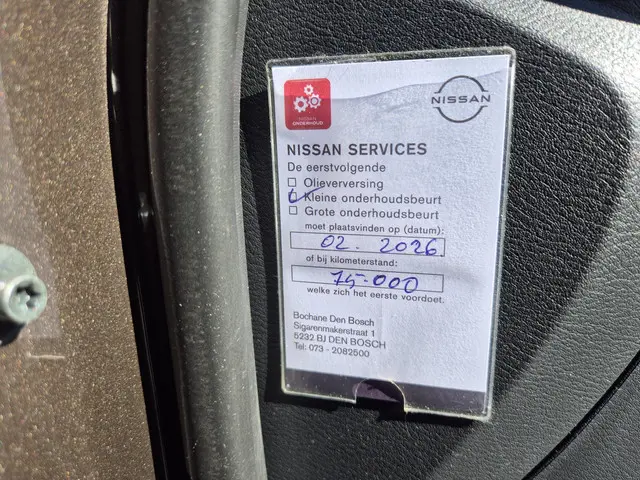 NISSAN
ONDERHOUD
NISSAN
NISSAN SERVICES
De eerstvolgende
Olieverversing
Kleine onderhoudsbeurt
Grote onderhoudsbeurt
moet plaatsvinden op (datum):
02. 2026
of bij kilometerstand:
75.000
welke zich het eerste voordoet.
Bochane Den Bosch
Sigarenmakerstraat 1
5232 BJ DEN BOSCH
Tel: 073 - 2082500